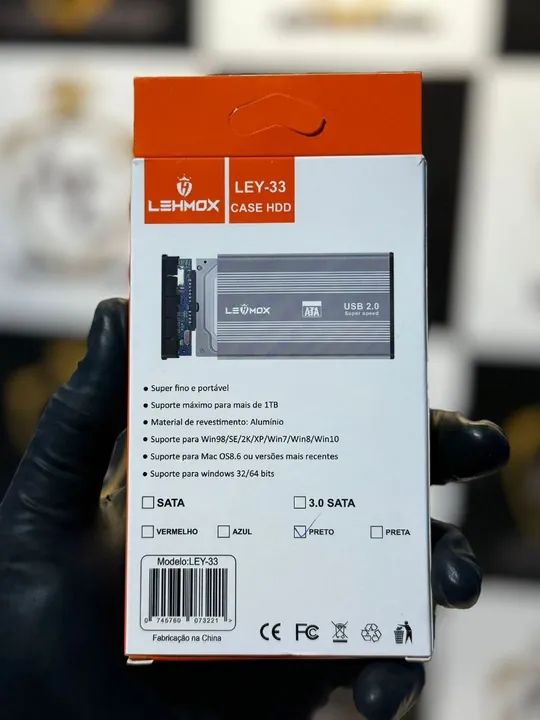 LEHMOX
LEY-33
CASE HDD
LEHMOX
SATA
USB 2.0
Super speed
• Super fino e portável
• Suporte máximo para mais de 1TB
• Material de revestimento: Alumínio
• Suporte para Win98/SE/2K/XP/Win7/Win8/Win10
• Suporte para Mac OS8.6 ou versões mais recentes
• Suporte para windows 32/64 bits
SATA
3.0 SATA
VERMELHO
AZUL
PRETO
PRETA
Modelo:LEY-33
0 745760 073221 >
Fabricação na China
CE FC